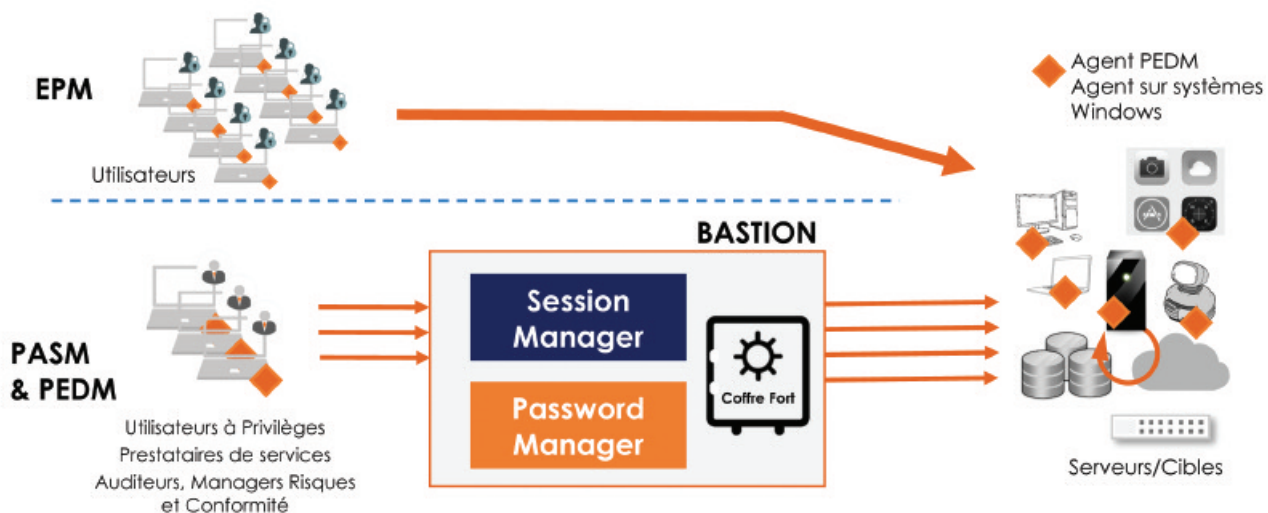 EPM
Utilisateurs
Agent PEDM
Agent sur systèmes
Windows
BASTION
Session
Manager
Password
Manager
Coffre Fort
PASM
& PEDM
Utilisateurs à Privilèges
Prestataires de services
Auditeurs, Managers Risques
et Conformité
Serveurs/Cibles